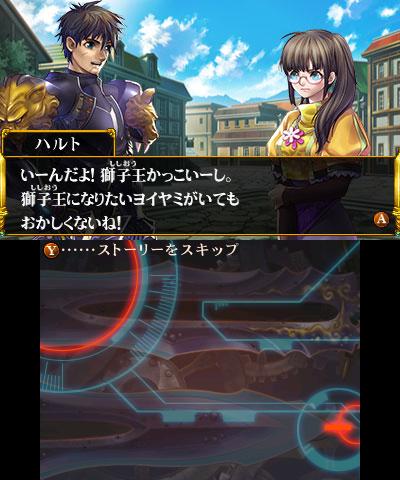 ハルト
いーんだよ! 獅子王かっこいーし。
獅子王になりたいヨイヤミがいても
おかしくないね!
A
Y……ストーリーをスキップ